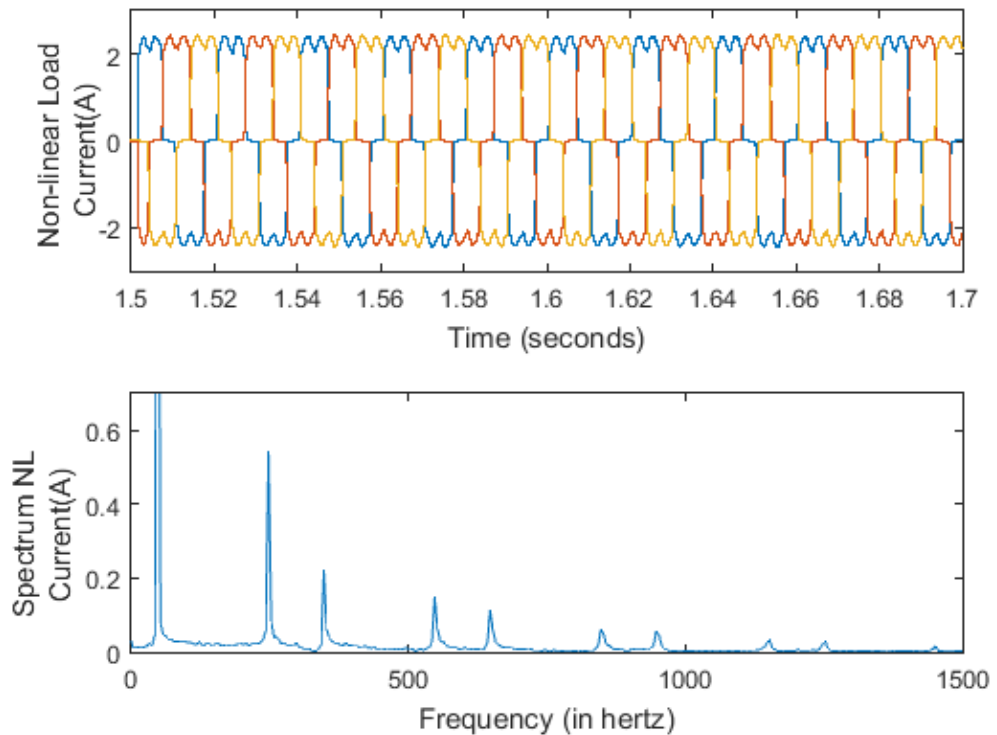 Non-linear Load
Current(A)
2
0
-2
1.5 1.52 1.54 1.56 1.58 1.6 1.62 1.64 1.66 1.68 1.7
Time (seconds)
Spectrum NL
Current(A)
0.6
0.4
0.2
0
0 500 1000 1500
Frequency (in hertz)